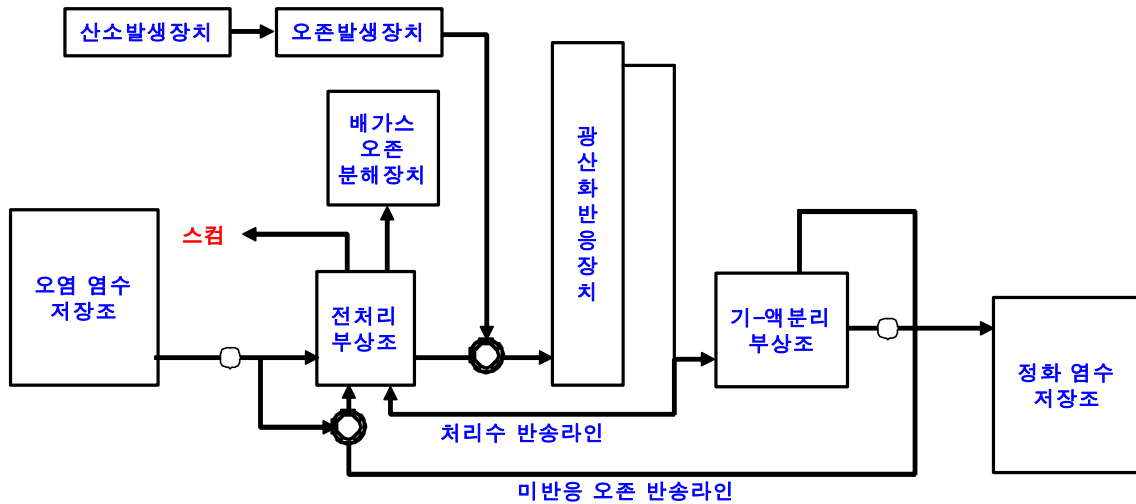 산소발생장치
오존발생장치
배가스
오존
분해장치
광
산
화
반
응
장
치
스컴
오염 염수
저장조
전처리
부상조
기-액분리
부상조
정화 염수
저장조
처리수 반송라인
미반응 오존 반송라인